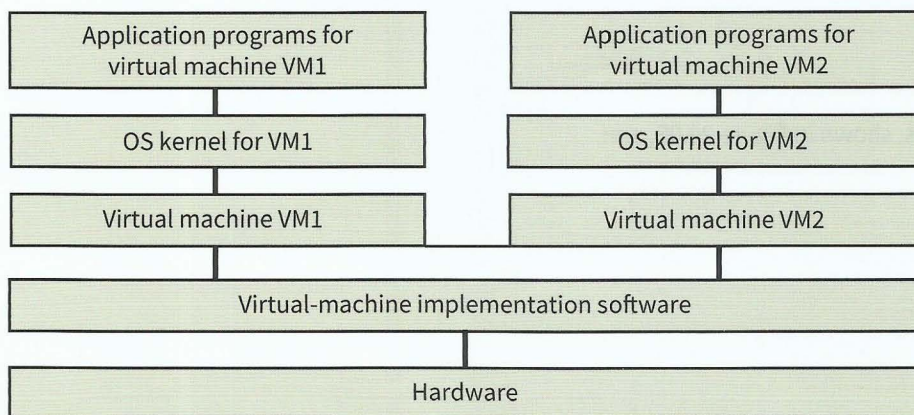 Application programs for
virtual machine VM1
Application programs for
virtual machine VM2
OS kernel for VM1
OS kernel for VM2
Virtual machine VM1
Virtual machine VM2
Virtual-machine implementation software
Hardware